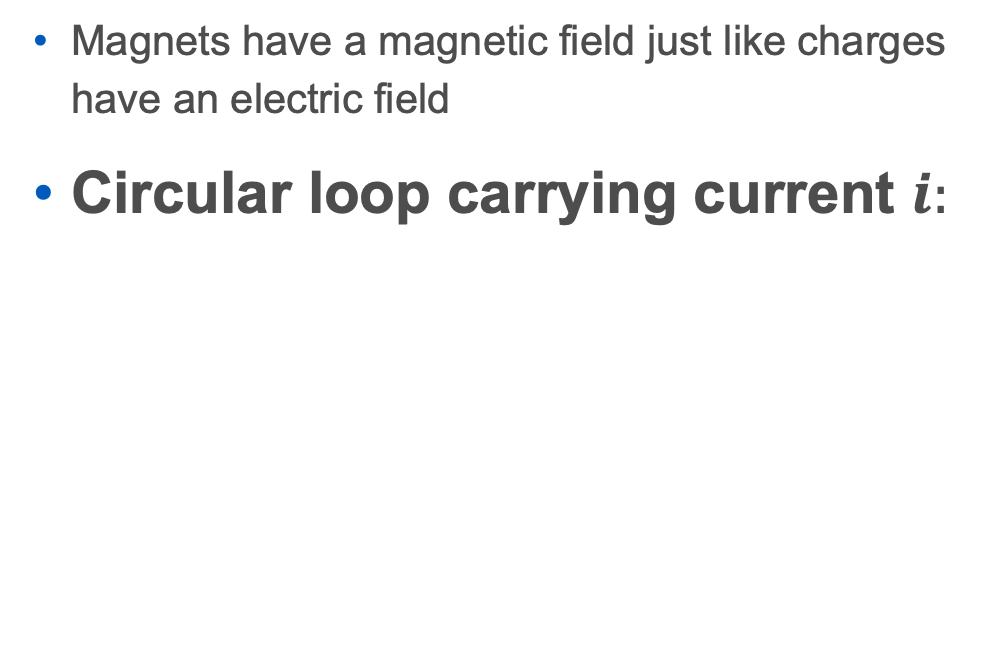 • Magnets have a magnetic field just like charges
have an electric field
• Circular loop carrying current i: